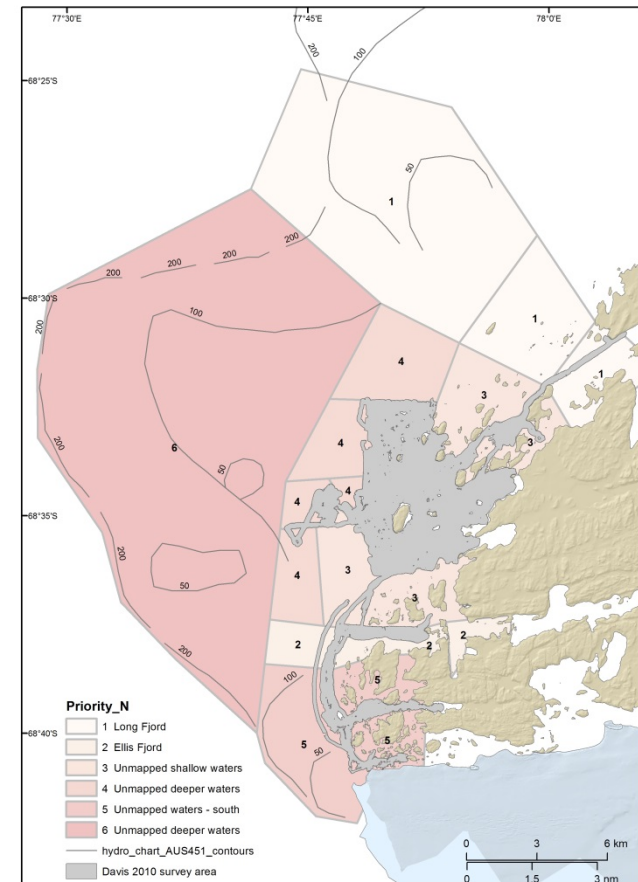 77°30'E 77°45'E 78°0'E
68°25'S
200
100
50
1
200
200
200
200
68°30'S
200
100
1
4
3
1
4
3
6
50
4
4
200
68°35'S
200
50
4
3
3
2
2
2
200
100
5
Priority_N
1 Long Fjord
68°40'S
2 Ellis Fjord
5
5
50
3 Unmapped shallow waters
4 Unmapped deeper waters
5 Unmapped waters - south
6 Unmapped deeper waters
hydro_chart_AUS451_contours
Davis 2010 survey area
0 3 6 km
0 1.5 3 nm